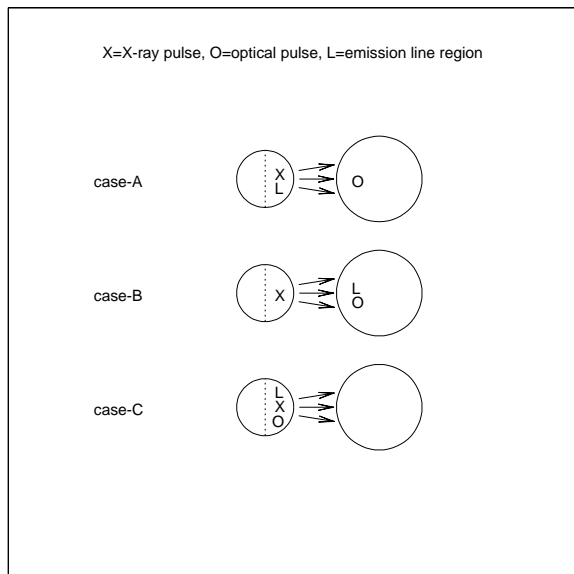 X=X-ray pulse, O=optical pulse, L=emission line region
case-A
X
L
O
case-B
X
L
O
case-C
L
X
O